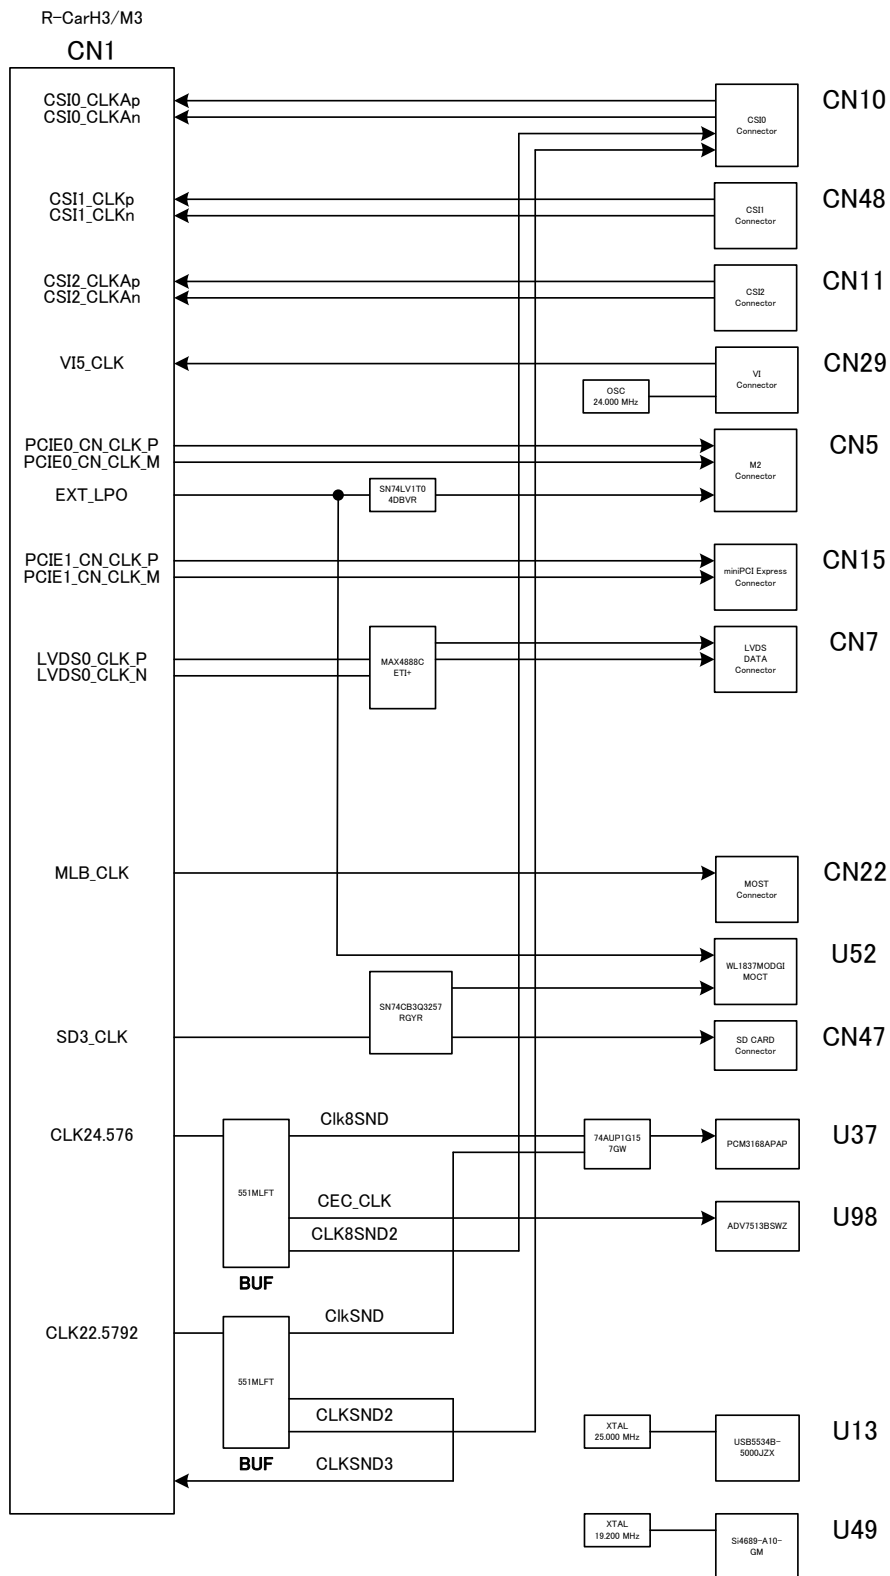 R-CarH3/M3
CN1
CSI0_CLKAp
CSI0_CLKAn
CSI0
Connector
CN10
CSI1_CLKp
CSI1_CLKn
CSI1
Connector
CN48
CSI2_CLKAp
CSI2_CLKAn
CSI2
Connector
CN11
VI5_CLK
OSC
24.000 MHz
VI
Connector
CN29
PCIE0_CN_CLK_P
PCIE0_CN_CLK_M
EXT_LPO
SN74LV1T0
4DBVR
M2
Connector
CN5
PCIE1_CN_CLK_P
PCIE1_CN_CLK_M
miniPCI Express
Connector
CN15
LVDS0_CLK_P
LVDS0_CLK_N
MAX4888C
ETI+
LVDS
DATA
Connector
CN7
MLB_CLK
MOST
Connector
CN22
WL1837MODGI
MOCT
U52
SD3_CLK
SN74CB3Q3257
RGYR
SD CARD
Connector
CN47
CLK24.576
551MLFT
BUF
Clk8SND
CEC_CLK
CLK8SND2
74AUP1G15
7GW
PCM3168APAP
U37
ADV7513BSWZ
U98
CLK22.5792
551MLFT
BUF
ClkSND
CLKSND2
CLKSND3
XTAL
25.000 MHz
USB5534B-
5000JZX
U13
XTAL
19.200 MHz
Si4689-A10-
GM
U49